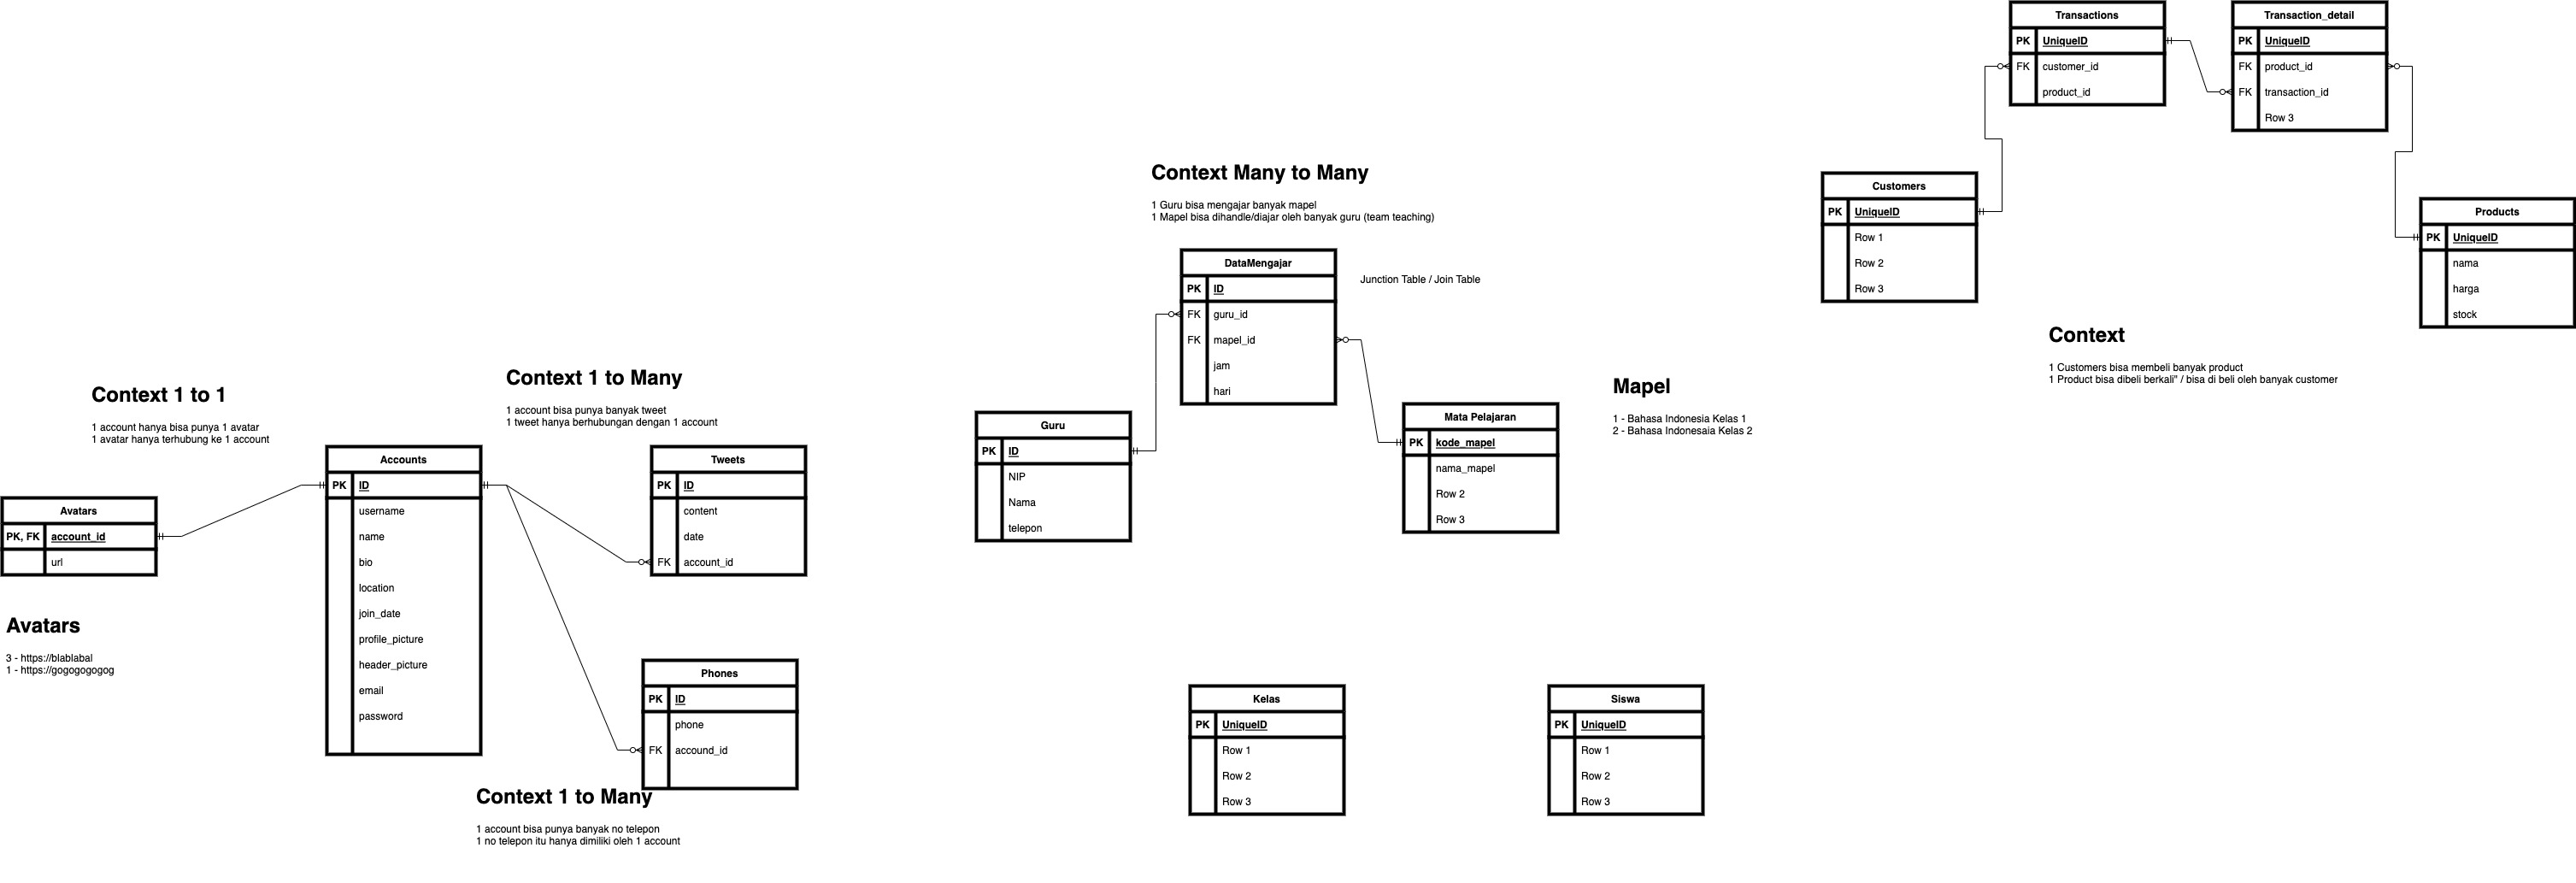 Context 1 to 1
1 account hanya bisa punya 1 avatar
1 avatar hanya terhubung ke 1 account
Avatars
PK, FK account_id
url
Avatars
3 - https://blablabal
1 - https://gogogogogog
Accounts
PK ID
username
name
bio
location
join_date
profile_picture
header_picture
email
password
Context 1 to Many
1 account bisa punya banyak tweet
1 tweet hanya berhubungan dengan 1 account
Tweets
PK ID
content
date
FK account_id
Phones
PK ID
phone
FK accound_id
Context 1 to Many
1 account bisa punya banyak no telepon
1 no telepon itu hanya dimiliki oleh 1 account
Context Many to Many
1 Guru bisa mengajar banyak mapel
1 Mapel bisa dihandle/diajar oleh banyak guru (team teaching)
DataMengajar
PK ID
FK guru_id
FK mapel_id
jam
hari
Junction Table / Join Table
Guru
PK ID
NIP
Nama
telepon
Mata Pelajaran
PK kode_mapel
nama_mapel
Row 2
Row 3
Mapel
1 - Bahasa Indonesia Kelas 1
2 - Bahasa Indonesaia Kelas 2
Kelas
PK UniqueID
Row 1
Row 2
Row 3
Siswa
PK UniqueID
Row 1
Row 2
Row 3
Transactions
PK UniqueID
FK customer_id
product_id
Transaction_detail
PK UniqueID
FK product_id
FK transaction_id
Row 3
Customers
PK UniqueID
Row 1
Row 2
Row 3
Products
PK UniqueID
nama
harga
stock
Context
1 Customers bisa membeli banyak product
1 Product bisa dibeli berkali" / bisa di beli oleh banyak customer